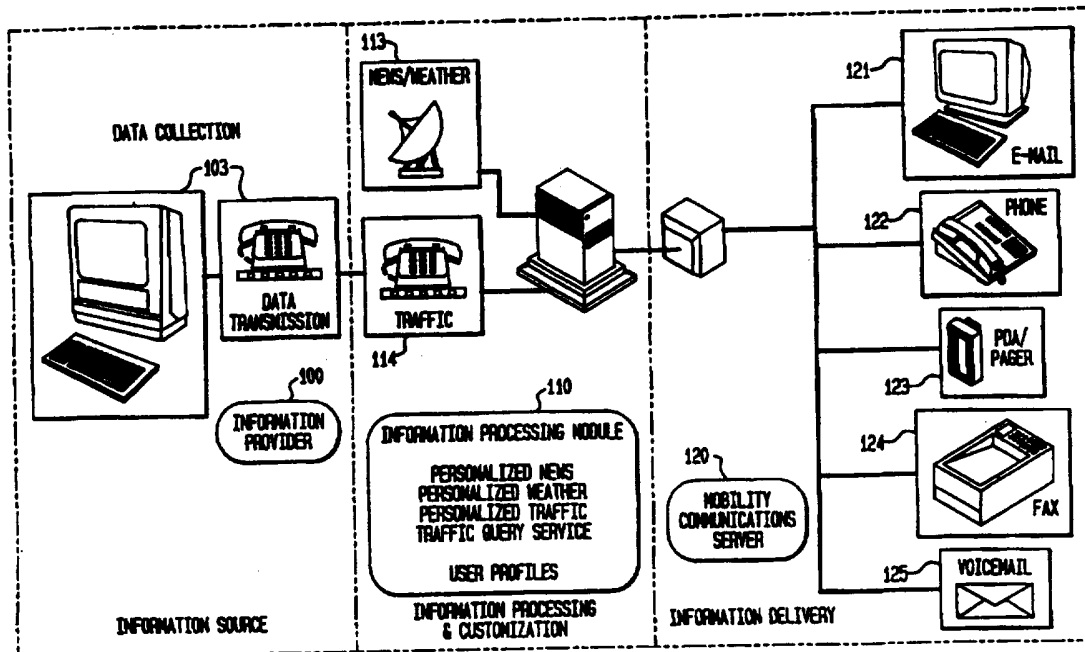 DATA COLLECTION
103
DATA
TRANSMISSION
100
INFORMATION
PROVIDER
INFORMATION SOURCE
113
NEWS/WEATHER
TRAFFIC
114
110
INFORMATION PROCESSING MODULE
PERSONALIZED NEWS
PERSONALIZED WEATHER
PERSONALIZED TRAFFIC
TRAFFIC QUERY SERVICE
USER PROFILES
INFORMATION PROCESSING
& CUSTOMIZATION
120
MOBILITY
COMMUNICATIONS
SERVER
INFORMATION DELIVERY
121
E-MAIL
122
PHONE
PDA/
PAGER
123
124
FAX
125
VOICEMAIL